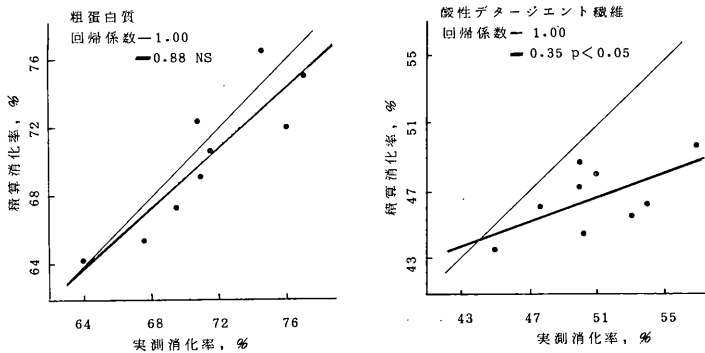 粗蛋白質
回帰係数—1.00
—0.88 NS
積算消化率, %
76
72
68
64
64 68 72 76
実測消化率, %
酸性デタージェント繊維
回帰係数— 1.00
— 0.35 p<0.05
積算消化率, %
55
51
47
43
43 47 51 55
実測消化率, %